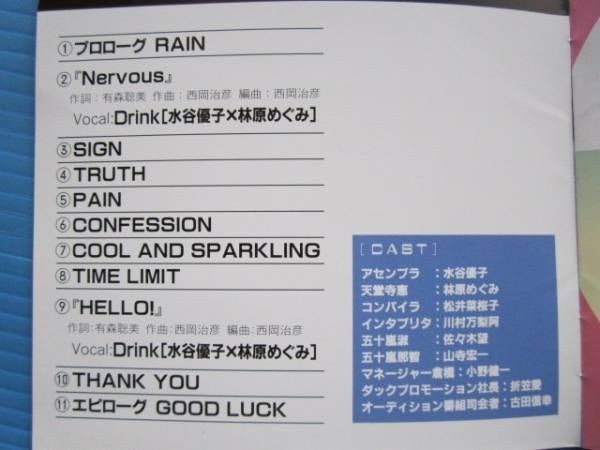 ①プロローグ RAIN
②『Nervous』
作詞：有森聡美 作曲：西岡治彦 編曲：西岡治彦
Vocal:Drink[水谷優子×林原めぐみ]
③SIGN
④TRUTH
⑤PAIN
⑥CONFESSION
⑦COOL AND SPARKLING
⑧TIME LIMIT
⑨『HELLO!』
作詞：有森聡美 作曲：西岡治彦 編曲：西岡治彦
Vocal:Drink[水谷優子×林原めぐみ]
⑩THANK YOU
⑪エピローグ GOOD LUCK
[CAST]
アセンブラ：水谷優子
天堂寺恵：林原めぐみ
コンパイラ：松井菜桜子
インタプリタ：川村万梨阿
五十嵐淑：佐々木望
五十嵐那智：山寺宏一
マネージャー倉橋：小野健一
ダックプロモーション社長：折笠愛
オーディション番組司会者：古田信幸